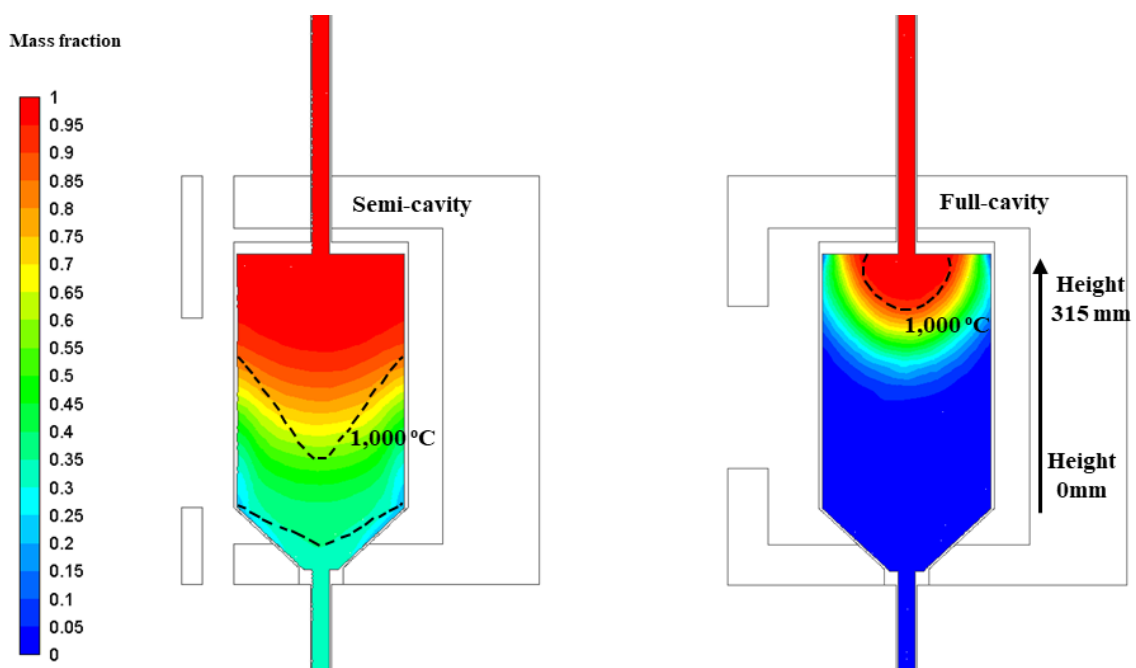 Mass fraction
1
0.95
0.9
0.85
0.8
0.75
0.7
0.65
0.6
0.55
0.5
0.45
0.4
0.35
0.3
0.25
0.2
0.15
0.1
0.05
0
Semi-cavity
1,000 ºC
Full-cavity
1,000 ºC
Height
315 mm
Height
0mm